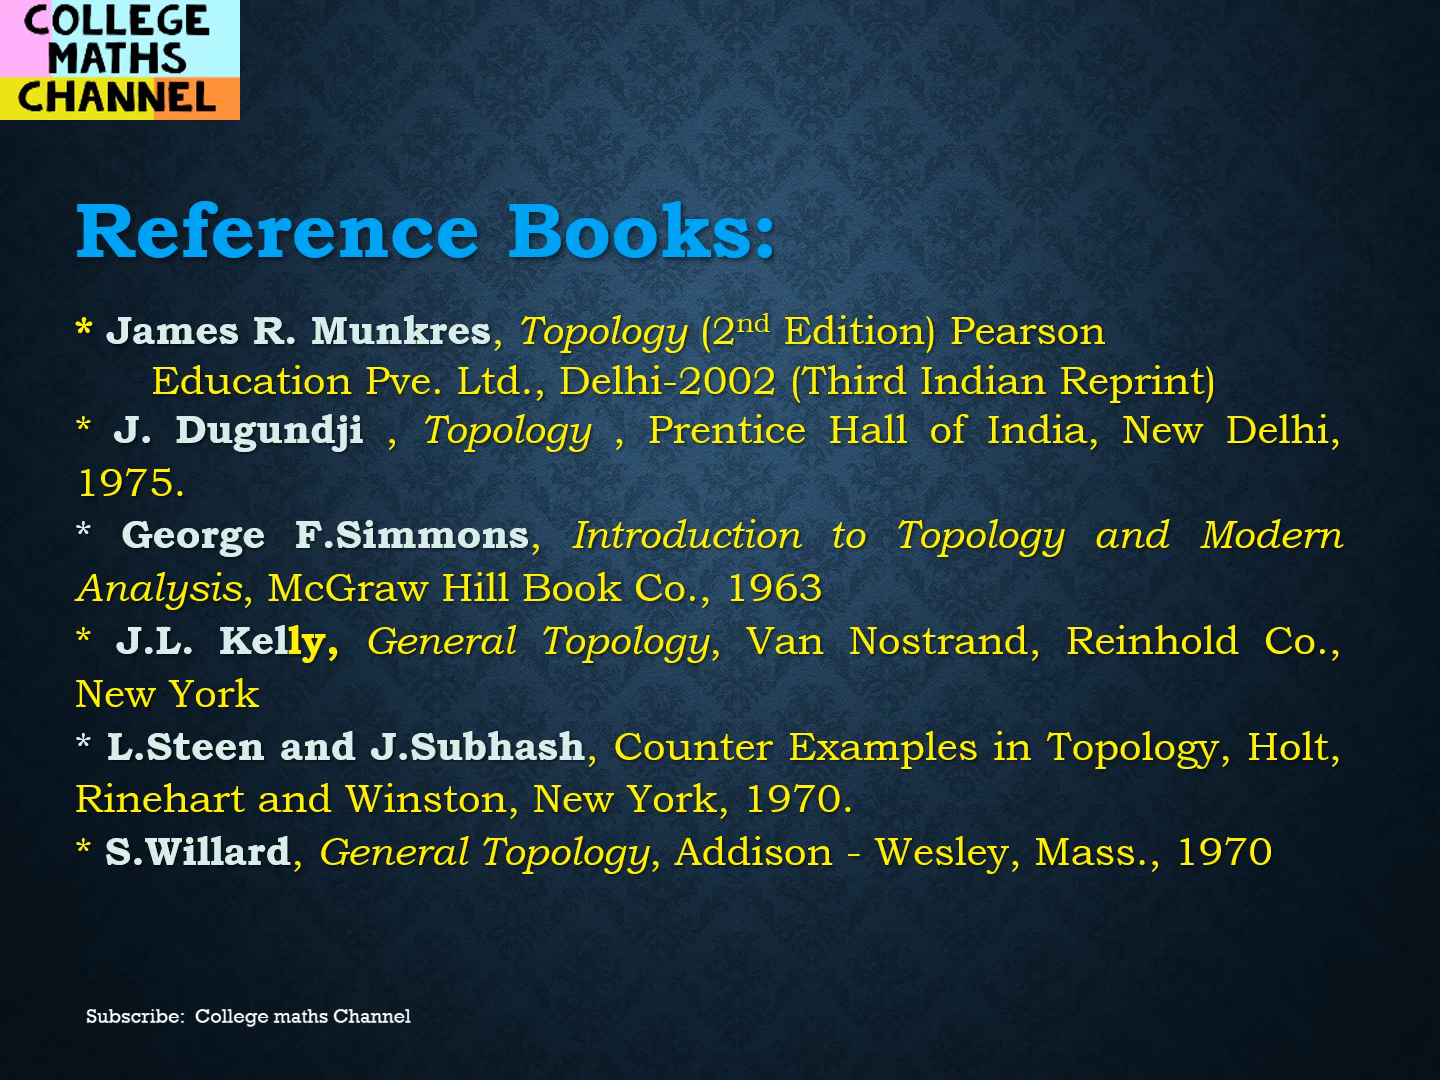 COLLEGE
MATHS
CHANNEL
Reference Books:
* James R. Munkres, Topology (2nd Edition) Pearson
Education Pve. Ltd., Delhi-2002 (Third Indian Reprint)
* J. Dugundji , Topology , Prentice Hall of India, New Delhi,
1975.
* George F.Simmons, Introduction to Topology and Modern
Analysis, McGraw Hill Book Co., 1963
* J.L. Kelly, General Topology, Van Nostrand, Reinhold Co.,
New York
* L.Steen and J.Subhash, Counter Examples in Topology, Holt,
Rinehart and Winston, New York, 1970.
* S.Willard, General Topology, Addison - Wesley, Mass., 1970
Subscribe: College maths Channel